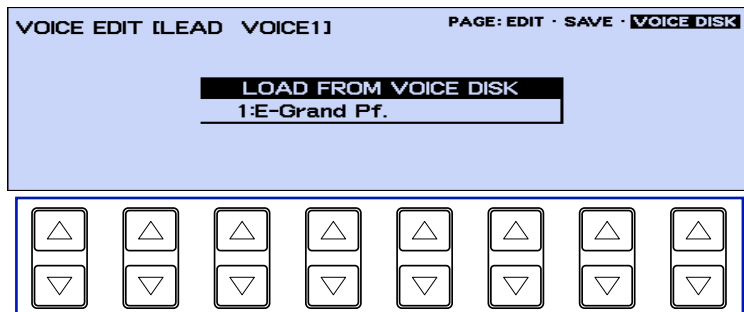 VOICE EDIT [LEAD VOICE1]
PAGE: EDIT · SAVE · VOICE DISK
LOAD FROM VOICE DISK
1:E-Grand Pf.